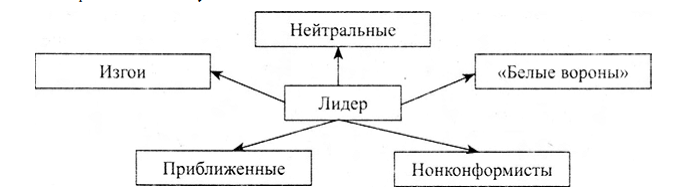 Нейтральные
Изгои
«Белые вороны»
Лидер
Приближенные
Нонконформисты